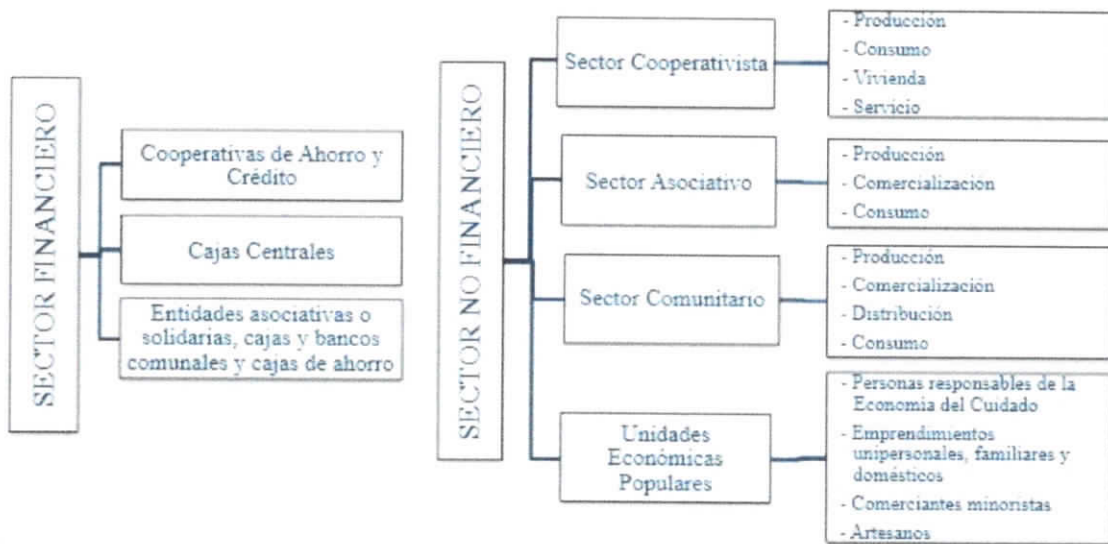 SECTOR FINANCIERO
Cooperativas de Ahorro y
Crédito
Cajas Centrales
Entidades asociativas o
solidarias, cajas y bancos
comunales y cajas de ahorro
SECTOR NO FINANCIERO
Sector Cooperativista
- Producción
- Consumo
- Vivienda
- Servicio
Sector Asociativo
- Producción
- Comercialización
- Consumo
Sector Comunitario
- Producción
- Comercialización
- Distribución
- Consumo
Unidades
Económicas
Populares
- Personas responsables de la
Economía del Cuidado
- Emprendimientos
unipersonales, familiares y
domésticos
- Comerciantes minoristas
- Artesanos